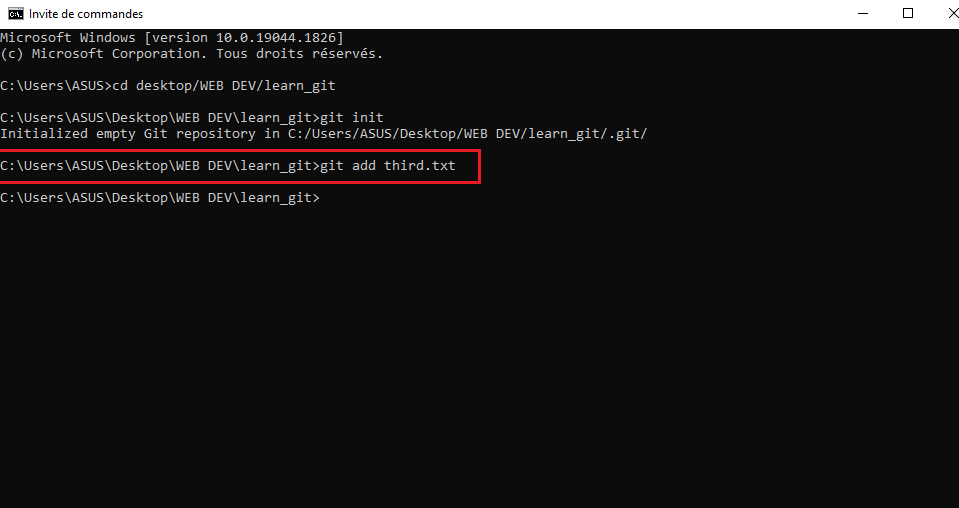 Invite de commandes
Microsoft Windows [version 10.0.19044.1826]
(c) Microsoft Corporation. Tous droits réservés.
C:\Users\ASUS>cd desktop/WEB DEV/learn_git
C:\Users\ASUS\Desktop\WEB DEV\learn_git>git init
Initialized empty Git repository in C:/Users/ASUS/Desktop/WEB DEV/learn_git/.git/
C:\Users\ASUS\Desktop\WEB DEV\learn_git>git add third.txt
C:\Users\ASUS\Desktop\WEB DEV\learn_git>